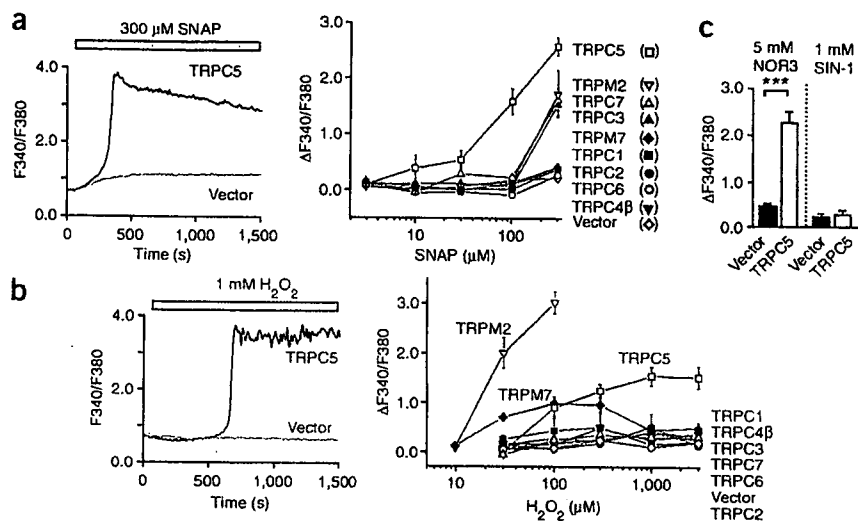 a
300 µM SNAP
TRPC5
Vector
F340/F380
4.0
2.0
0.0
0
500
1,000
1,500
Time (s)
ΔF340/F380
3.0
2.0
1.0
0.0
10
100
SNAP (µM)
TRPC5 (□)
TRPM2 (▽)
TRPC7 (△)
TRPC3 (▲)
TRPM7 (◆)
TRPC1 (■)
TRPC2 (●)
TRPC6 (○)
TRPC4β (▼)
Vector (◇)
c
5 mM 1 mM
NOR3 SIN-1
***
ΔF340/F380
3.0
2.0
1.0
0.0
Vector
TRPC5
Vector
TRPC5
b
1 mM H₂O₂
TRPC5
Vector
F340/F380
4.0
2.0
0.0
0
500
1,000
1,500
Time (s)
ΔF340/F380
3.0
2.0
1.0
0.0
TRPM2
TRPM7
TRPC5
10
100
1,000
H₂O₂ (µM)
TRPC1
TRPC4β
TRPC3
TRPC7
TRPC6
Vector
TRPC2